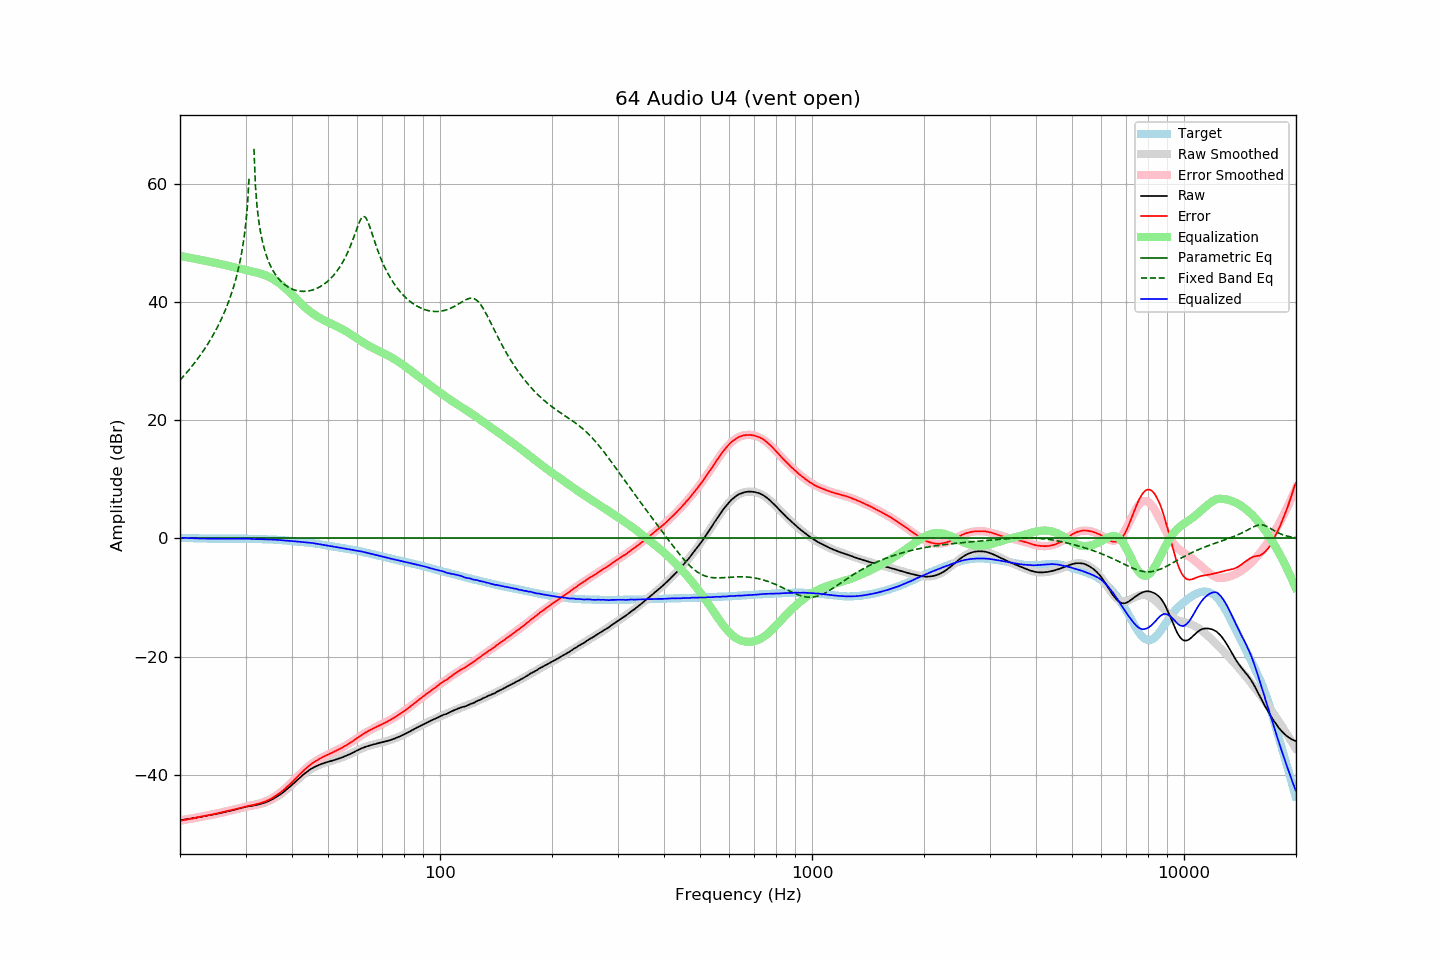 64 Audio U4 (vent open)
Target
Raw Smoothed
Error Smoothed
Raw
Error
Equalization
Parametric Eq
Fixed Band Eq
Equalized
Amplitude (dBr)
60
40
20
0
−20
−40
100 1000 10000
Frequency (Hz)